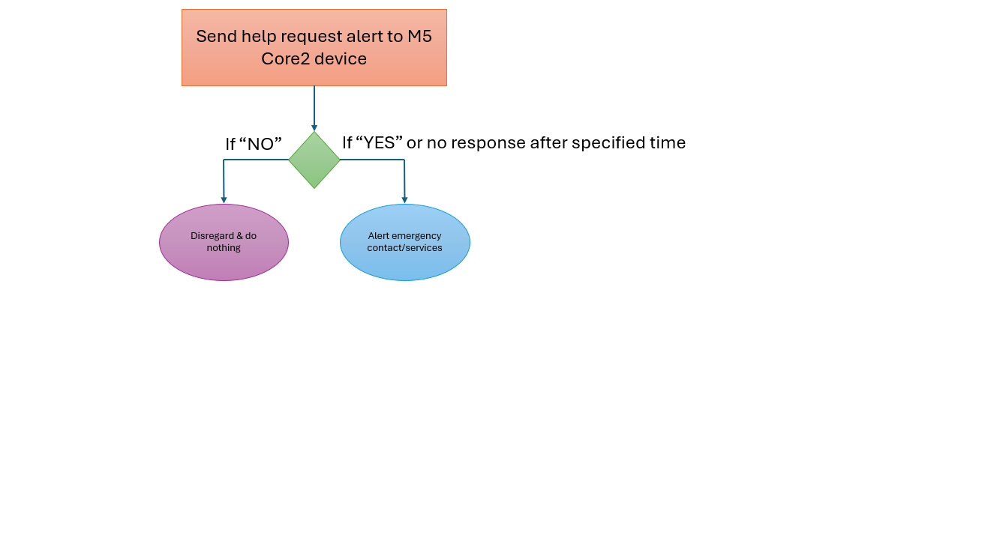 Send help request alert to M5
Core2 device
If “NO”
If “YES” or no response after specified time
Disregard & do
nothing
Alert emergency
contact/services